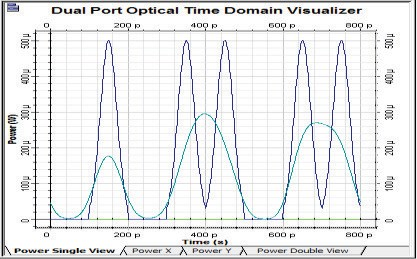 Dual Port Optical Time Domain Visualizer
0 200 p 400 p 600 p 800 p
500 µ 500 µ
400 µ 400 µ
300 µ 300 µ
Power (W)
200 µ 200 µ
100 µ 100 µ
0 0
0 200 p 400 p 600 p 800 p
Time (s)
Power Single View Power X Power Y Power Double View